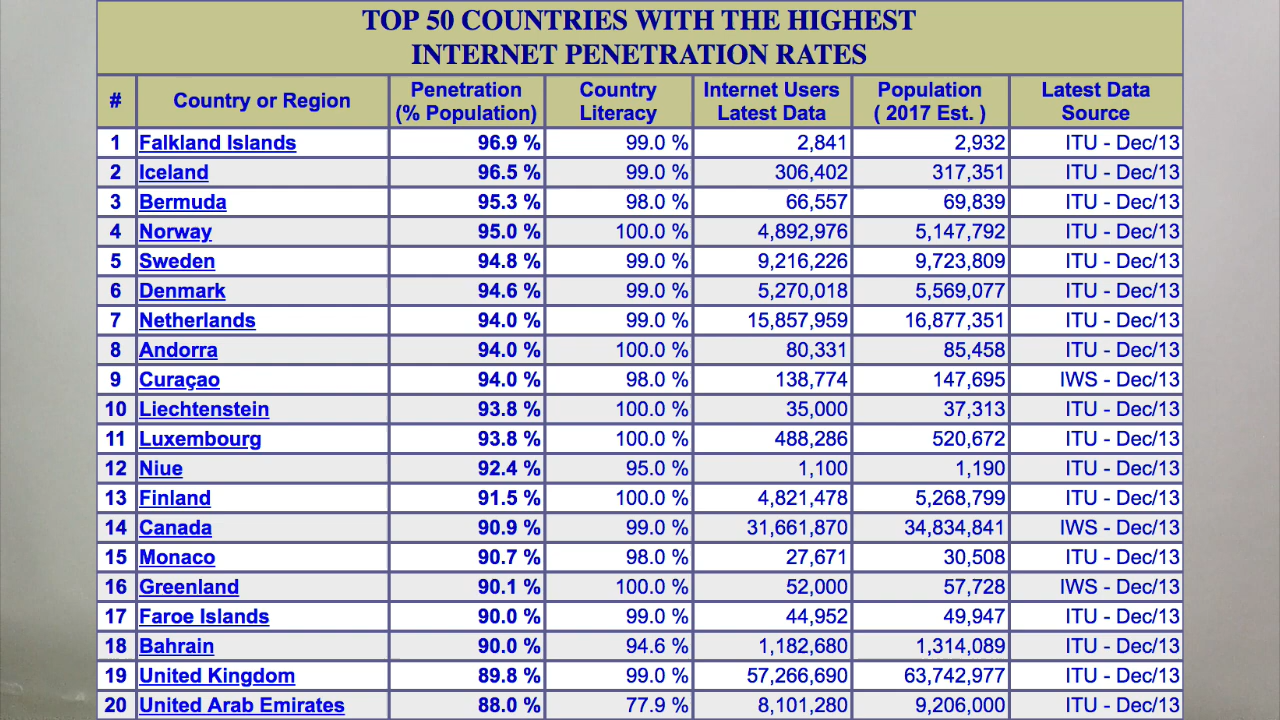 TOP 50 COUNTRIES WITH THE HIGHEST
INTERNET PENETRATION RATES
# Country or Region Penetration (% Population) Country Literacy Internet Users Latest Data Population ( 2017 Est. ) Latest Data Source
1 Falkland Islands 96.9 % 99.0 % 2,841 2,932 ITU - Dec/13
2 Iceland 96.5 % 99.0 % 306,402 317,351 ITU - Dec/13
3 Bermuda 95.3 % 98.0 % 66,557 69,839 ITU - Dec/13
4 Norway 95.0 % 100.0 % 4,892,976 5,147,792 ITU - Dec/13
5 Sweden 94.8 % 99.0 % 9,216,226 9,723,809 ITU - Dec/13
6 Denmark 94.6 % 99.0 % 5,270,018 5,569,077 ITU - Dec/13
7 Netherlands 94.0 % 99.0 % 15,857,959 16,877,351 ITU - Dec/13
8 Andorra 94.0 % 100.0 % 80,331 85,458 ITU - Dec/13
9 Curaçao 94.0 % 98.0 % 138,774 147,695 IWS - Dec/13
10 Liechtenstein 93.8 % 100.0 % 35,000 37,313 ITU - Dec/13
11 Luxembourg 93.8 % 100.0 % 488,286 520,672 ITU - Dec/13
12 Niue 92.4 % 95.0 % 1,100 1,190 ITU - Dec/13
13 Finland 91.5 % 100.0 % 4,821,478 5,268,799 ITU - Dec/13
14 Canada 90.9 % 99.0 % 31,661,870 34,834,841 IWS - Dec/13
15 Monaco 90.7 % 98.0 % 27,671 30,508 ITU - Dec/13
16 Greenland 90.1 % 100.0 % 52,000 57,728 IWS - Dec/13
17 Faroe Islands 90.0 % 99.0 % 44,952 49,947 ITU - Dec/13
18 Bahrain 90.0 % 94.6 % 1,182,680 1,314,089 ITU - Dec/13
19 United Kingdom 89.8 % 99.0 % 57,266,690 63,742,977 ITU - Dec/13
20 United Arab Emirates 88.0 % 77.9 % 8,101,280 9,206,000 ITU - Dec/13